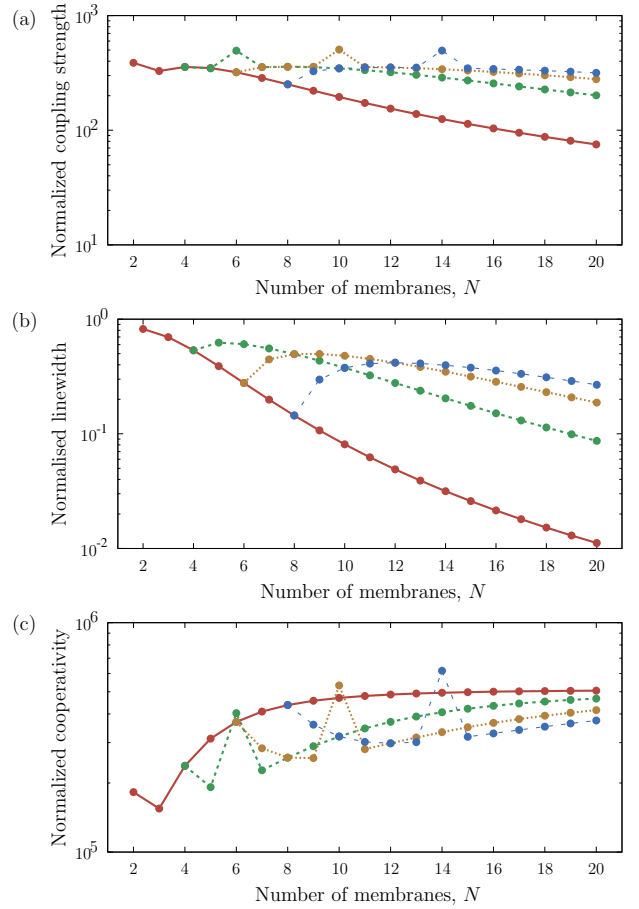 (a)
Normalized coupling strength
10^3
10^2
10^1
2 4 6 8 10 12 14 16 18 20
Number of membranes, N
(b)
Normalised linewidth
10^0
10^-1
10^-2
2 4 6 8 10 12 14 16 18 20
Number of membranes, N
(c)
Normalized cooperativity
10^6
10^5
2 4 6 8 10 12 14 16 18 20
Number of membranes, N